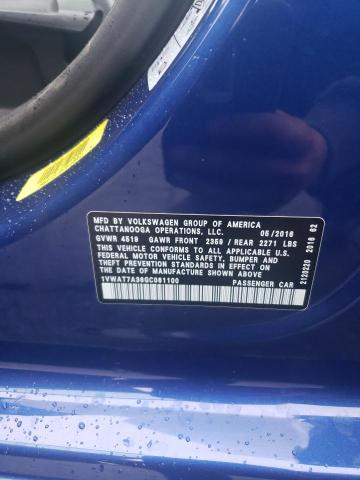 MFD BY VOLKSWAGEN GROUP OF AMERICA
CHATTANOOGA OPERATIONS, LLC. 05/2016
GVWR 4519 GAWR FRONT 2359 / REAR 2271 LBS
THIS VEHICLE CONFORMS TO ALL APPLICABLE U.S.
FEDERAL MOTOR VEHICLE SAFETY, BUMPER, AND
THEFT PREVENTION STANDARDS IN EFFECT ON THE
DATE OF MANUFACTURE SHOWN ABOVE.
1VWAT7A36GC061100 PASSENGER CAR
2120220 2016 02